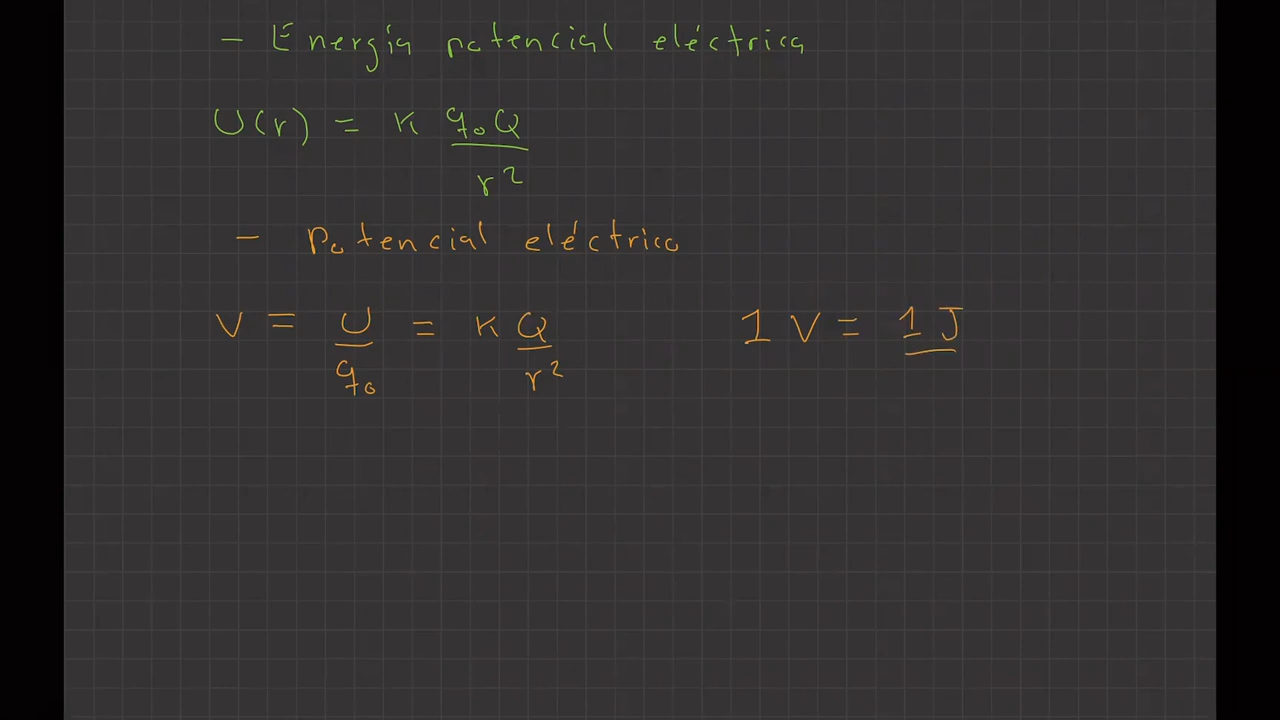 - Energía potencial eléctrica
U(r) = K q₀Q / r²
- Potencial eléctrico
V = U / q₀ = K Q / r² 1 V = 1 J